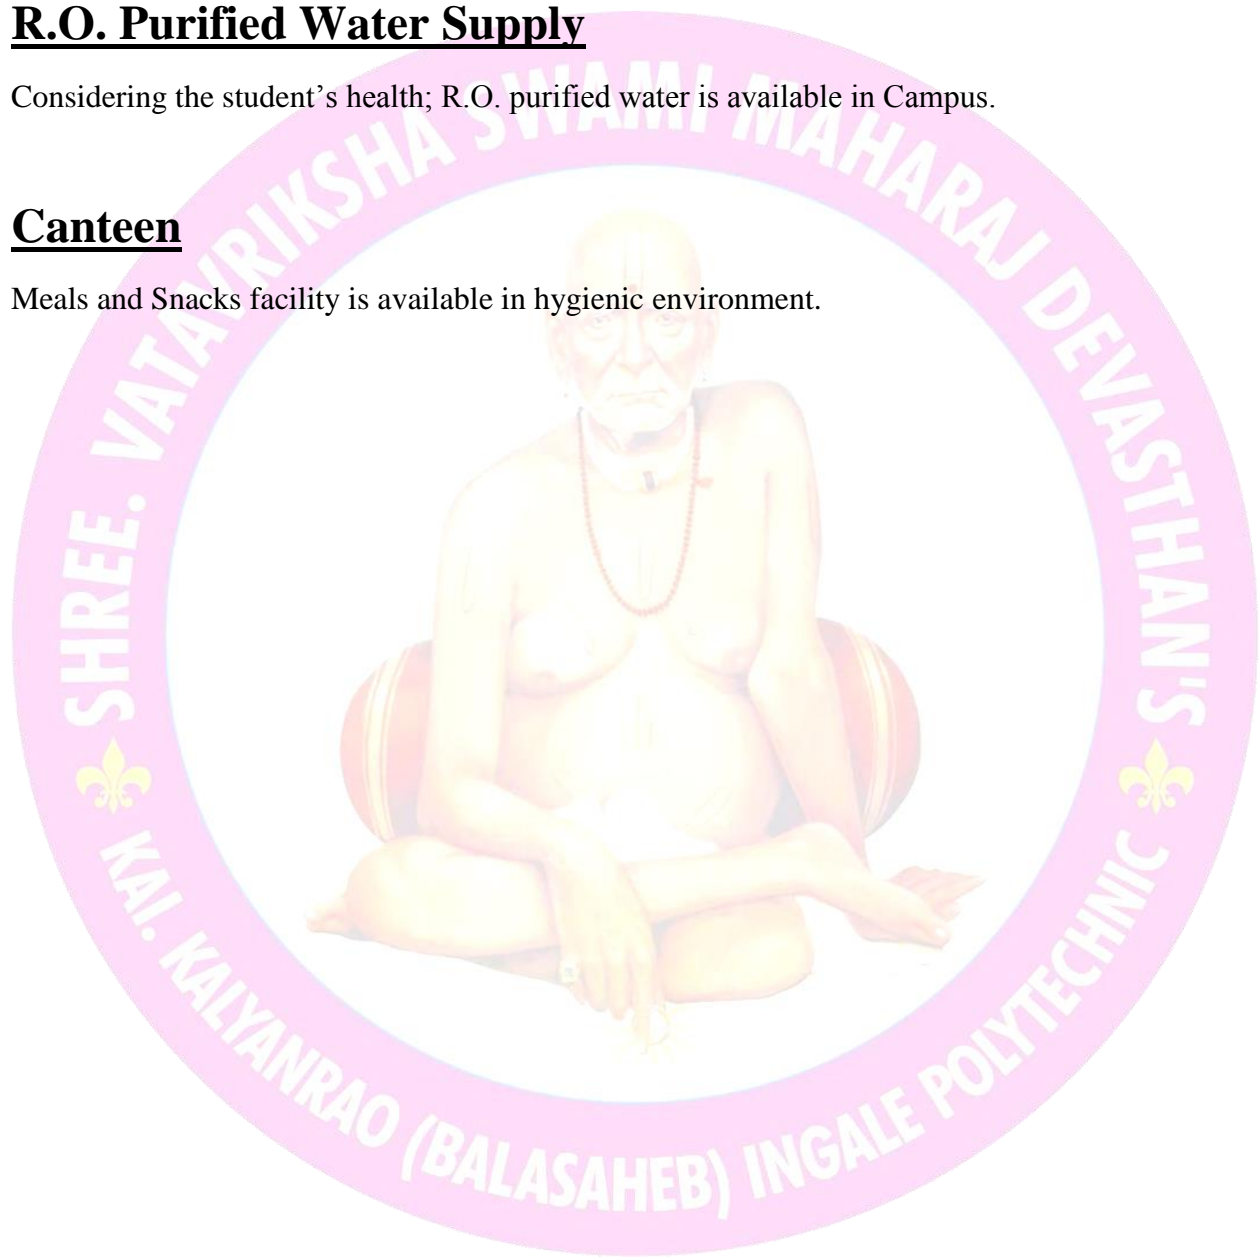 R.O. Purified Water Supply
Considering the student’s health; R.O. purified water is available in Campus.
Canteen
Meals and Snacks facility is available in hygienic environment.
SHREE. VATAVRIKSHA SWAMI MAHARAJ DEVASTHAN'S
KAI. KALYANRAO (BALASAHEB) INGALE POLYTECHNIC